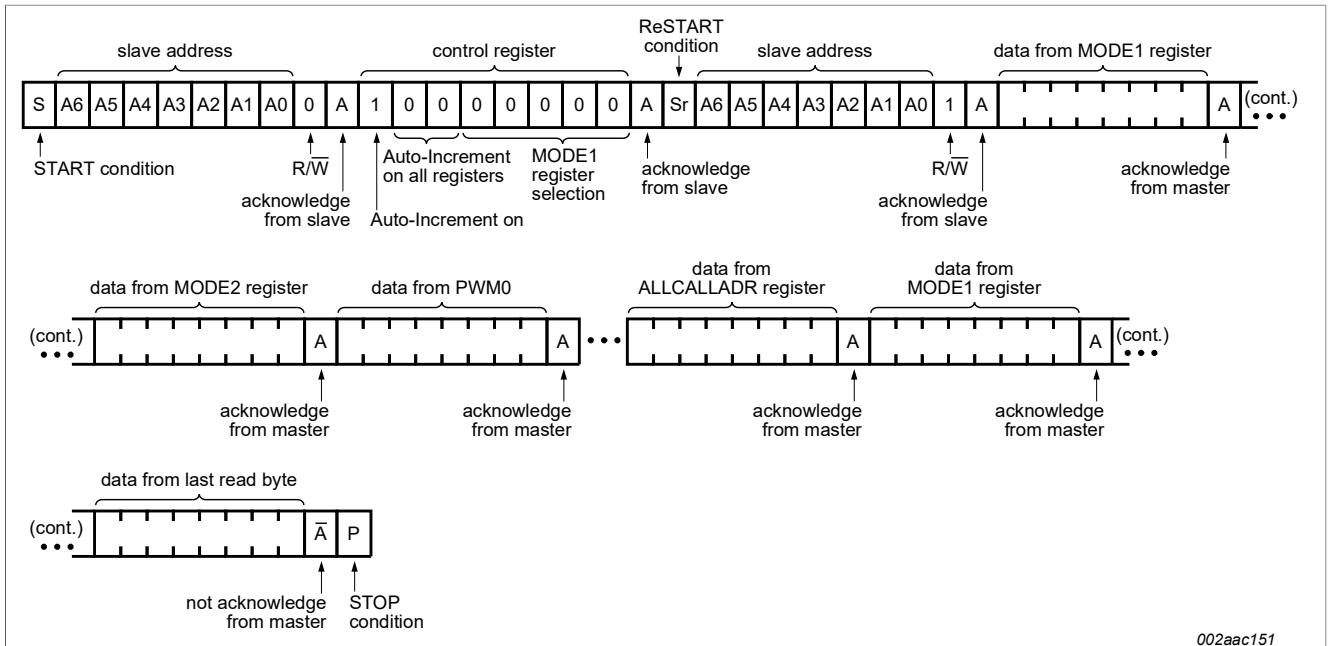 ReSTART
condition
slave address
control register
slave address
data from MODE1 register
S A6 A5 A4 A3 A2 A1 A0 0 A 1 0 0 0 0 0 0 0 A Sr A6 A5 A4 A3 A2 A1 A0 1 A A (cont.)
START condition
R/W̅
acknowledge
from slave
Auto-Increment
on all registers
Auto-Increment on
MODE1
register
selection
acknowledge
from slave
R/W̅
acknowledge
from slave
acknowledge
from master
data from MODE2 register
data from PWM0
data from
ALLCALLADR register
data from
MODE1 register
(cont.) A A A A (cont.)
acknowledge
from master
acknowledge
from master
acknowledge
from master
acknowledge
from master
data from last read byte
(cont.) A̅ P
not acknowledge
from master
STOP
condition
002aac151